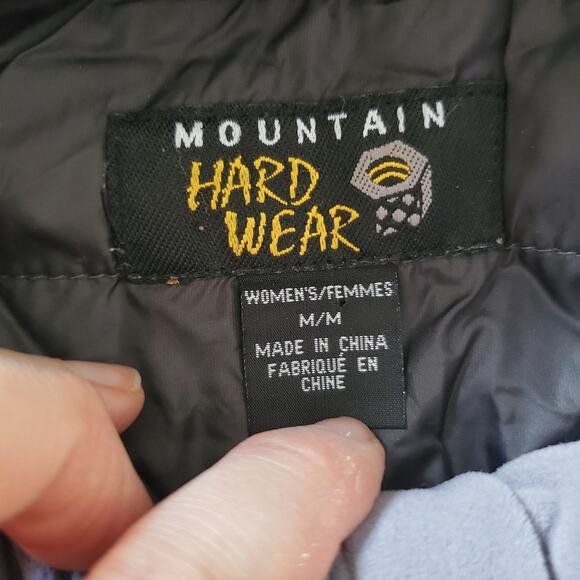 MOUNTAIN
HARD
WEAR
WOMEN'S/FEMMES
M/M
MADE IN CHINA
FABRIQUÉ EN
CHINE